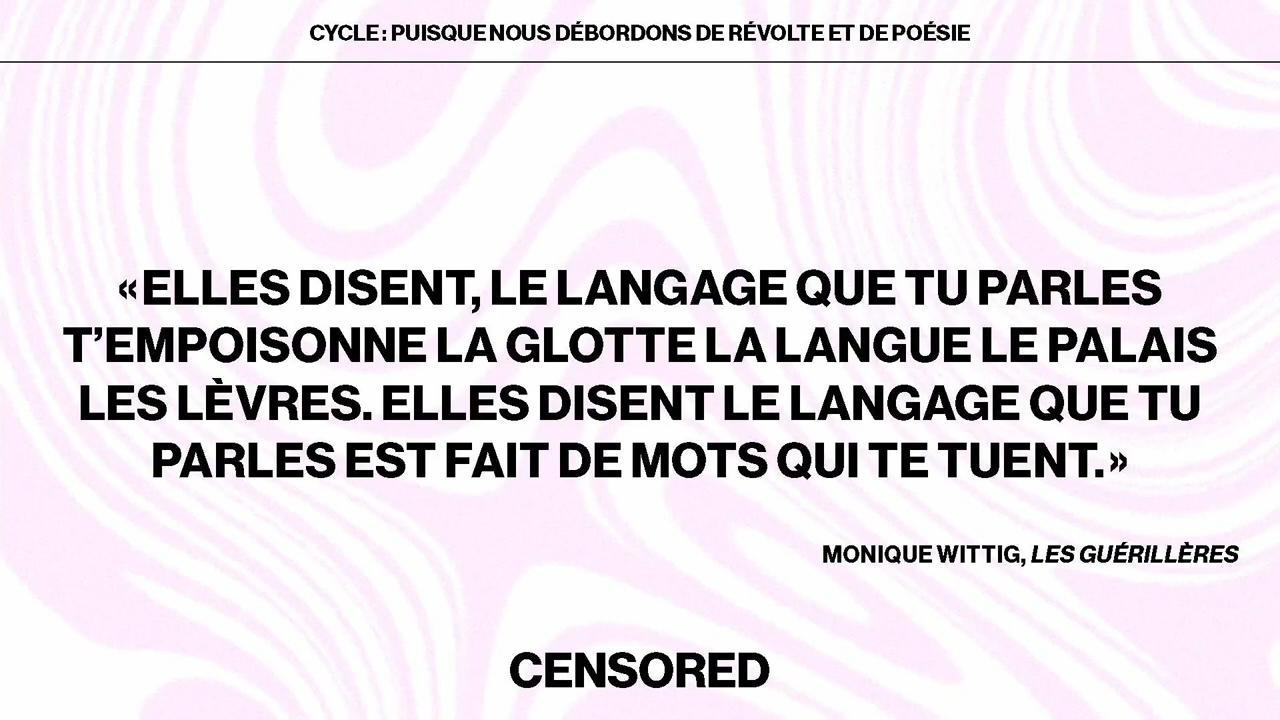 CYCLE : PUISQUE NOUS DÉBORDONS DE RÉVOLTE ET DE POÉSIE
«ELLES DISENT, LE LANGAGE QUE TU PARLES
T’EMPOISONNE LA GLOTTE LA LANGUE LE PALAIS
LES LÈVRES. ELLES DISENT LE LANGAGE QUE TU
PARLES EST FAIT DE MOTS QUI TE TUENT.»
MONIQUE WITTIG, LES GUÉRILLÈRES
CENSORED